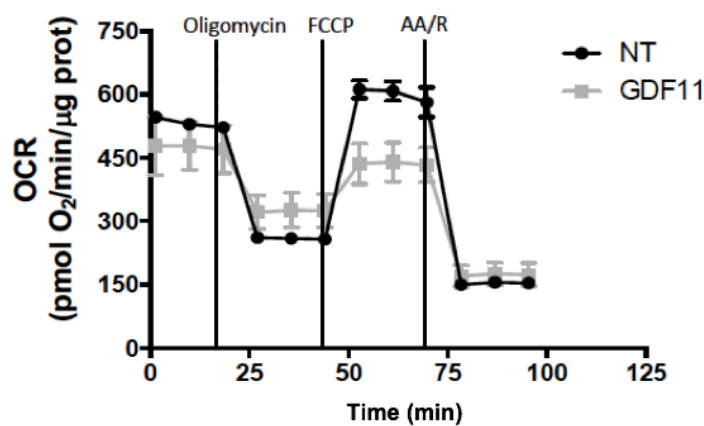 750
Oligomycin FCCP AA/R
NT
600
GDF11
450
OCR
(pmol O₂/min/μg prot)
300
150
0
0 25 50 75 100 125
Time (min)